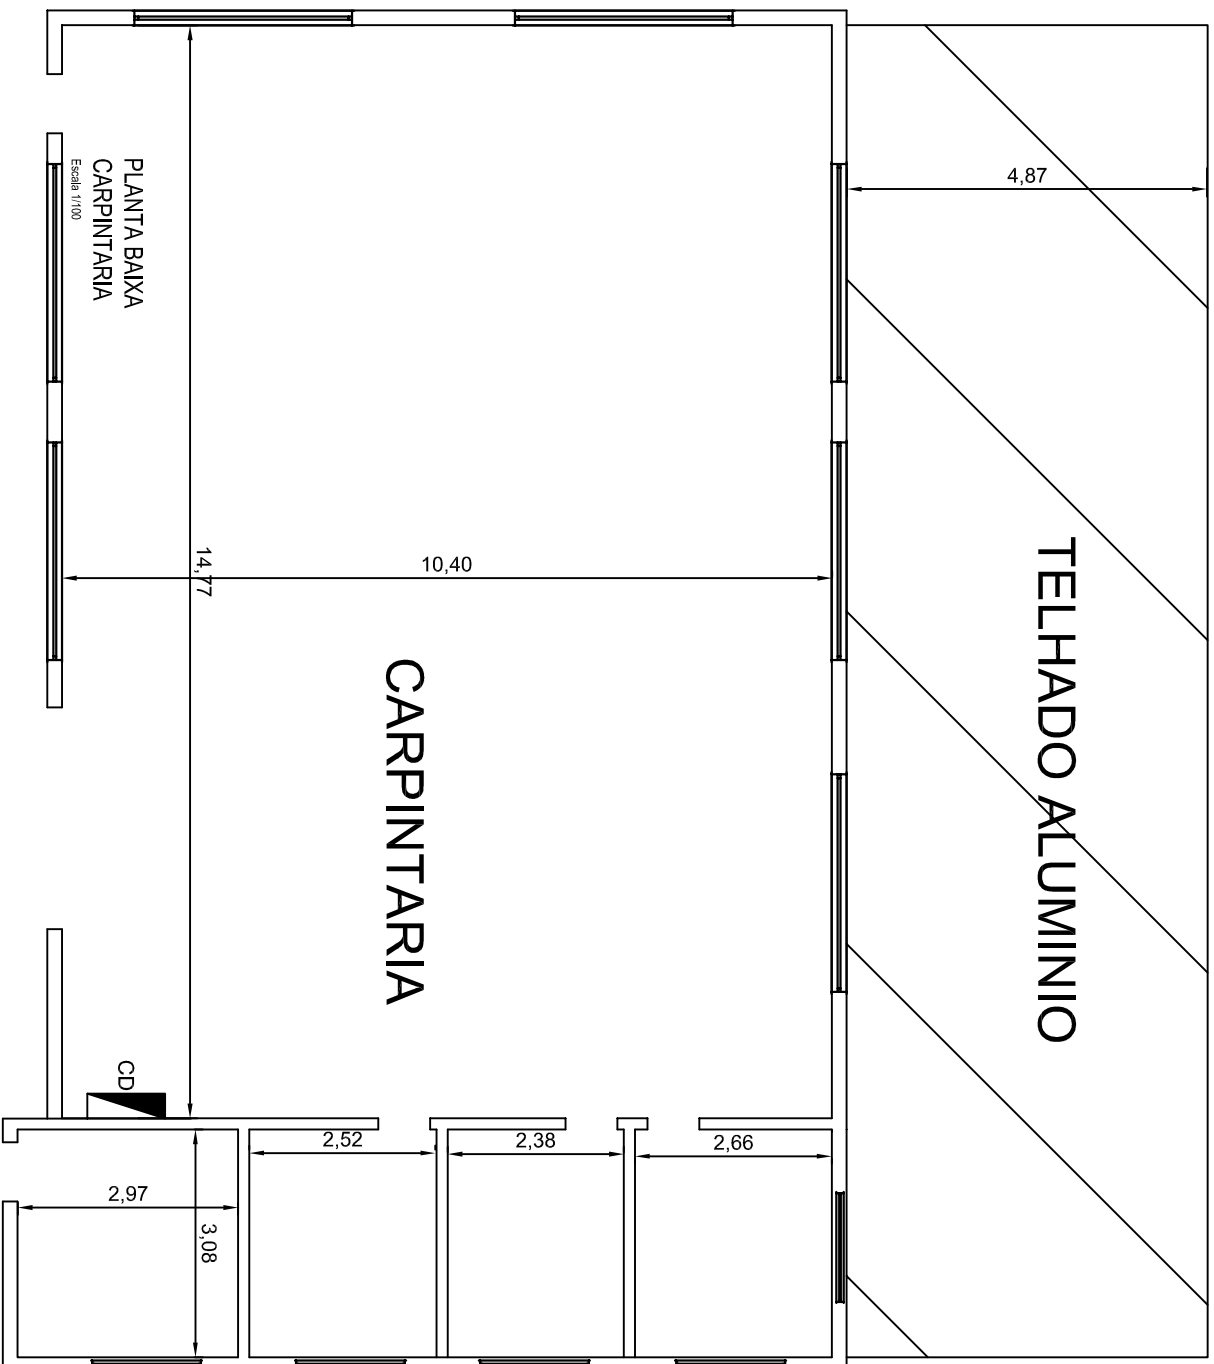 4,87
PLANTA BAIXA
CARPINTARIA
Escala 1/100
14,77
10,40
TELHADO ALUMINIO
CARPINTARIA
CD
2,52
2,38
2,66
2,97
3,08